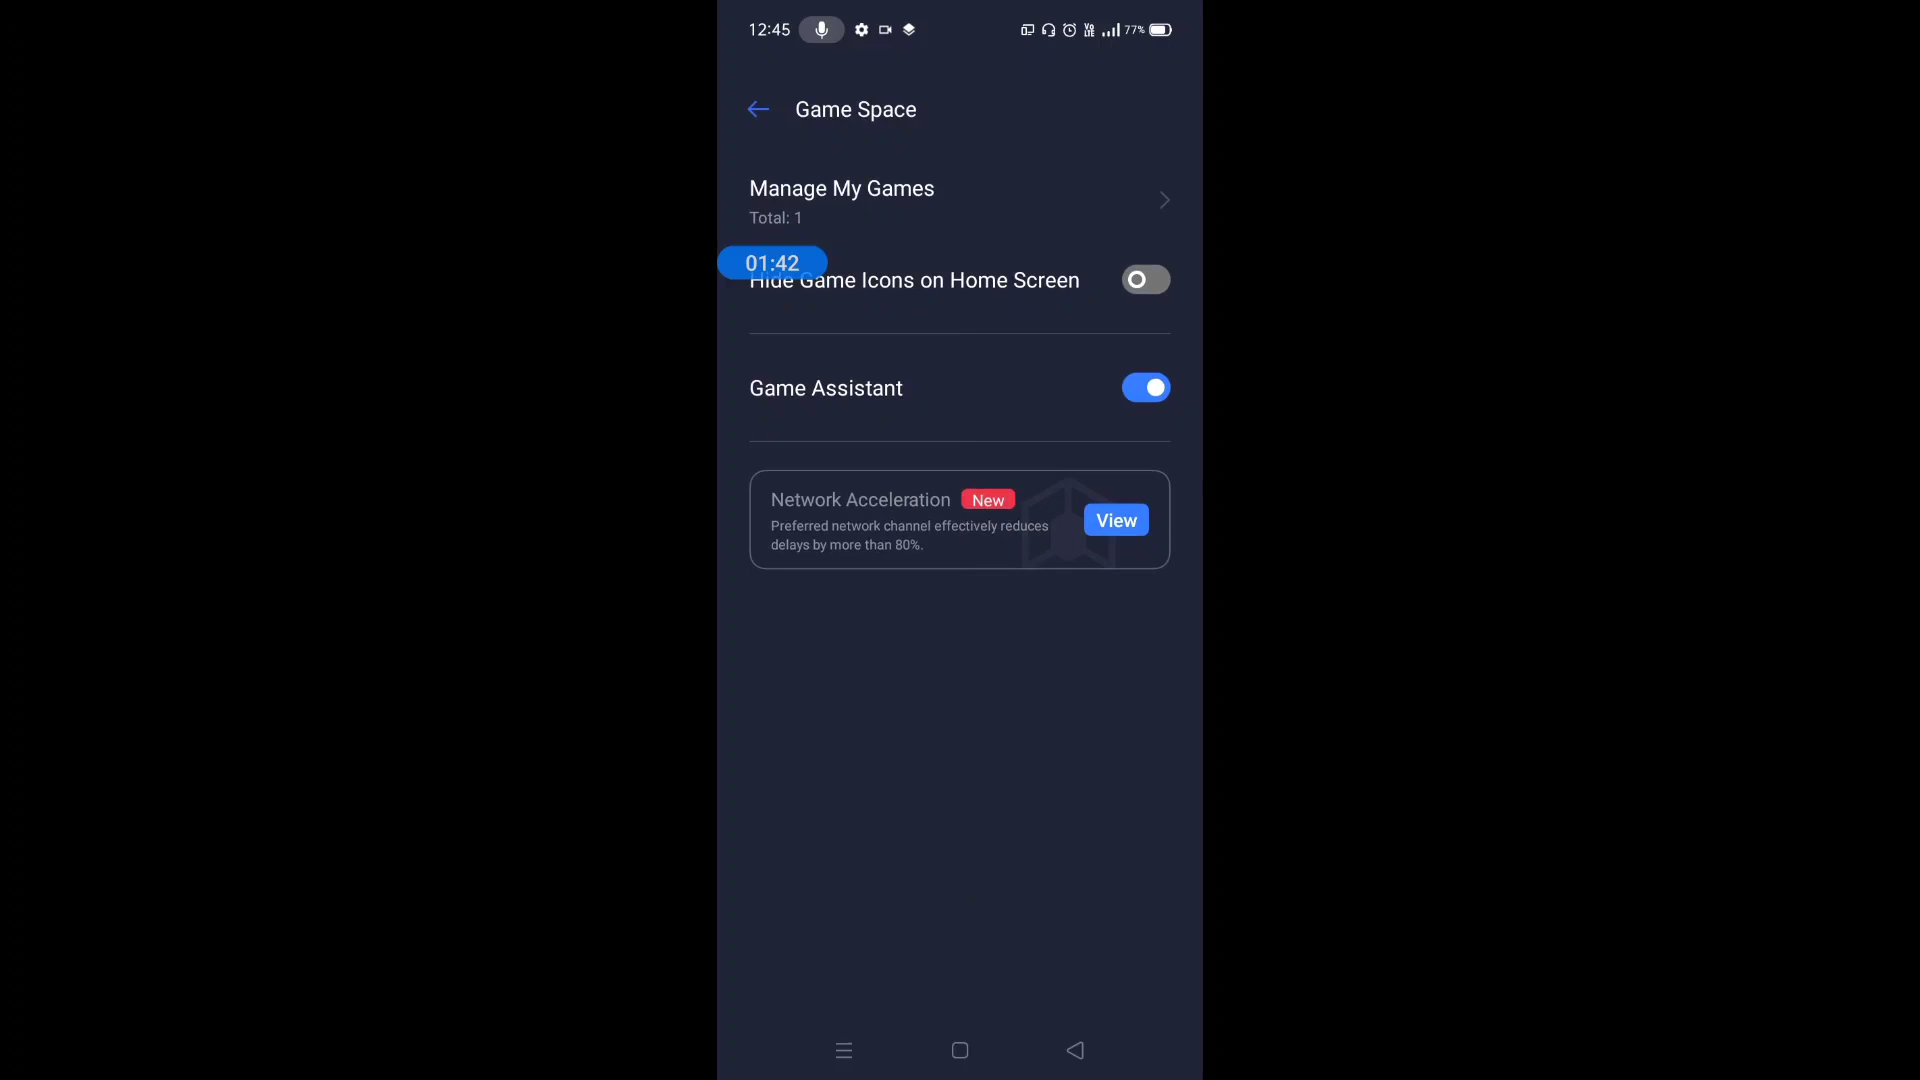 12:45
77%
Game Space
Manage My Games
Total: 1
01:42
Hide Game Icons on Home Screen
Game Assistant
Network Acceleration New
Preferred network channel effectively reduces
delays by more than 80%.
View